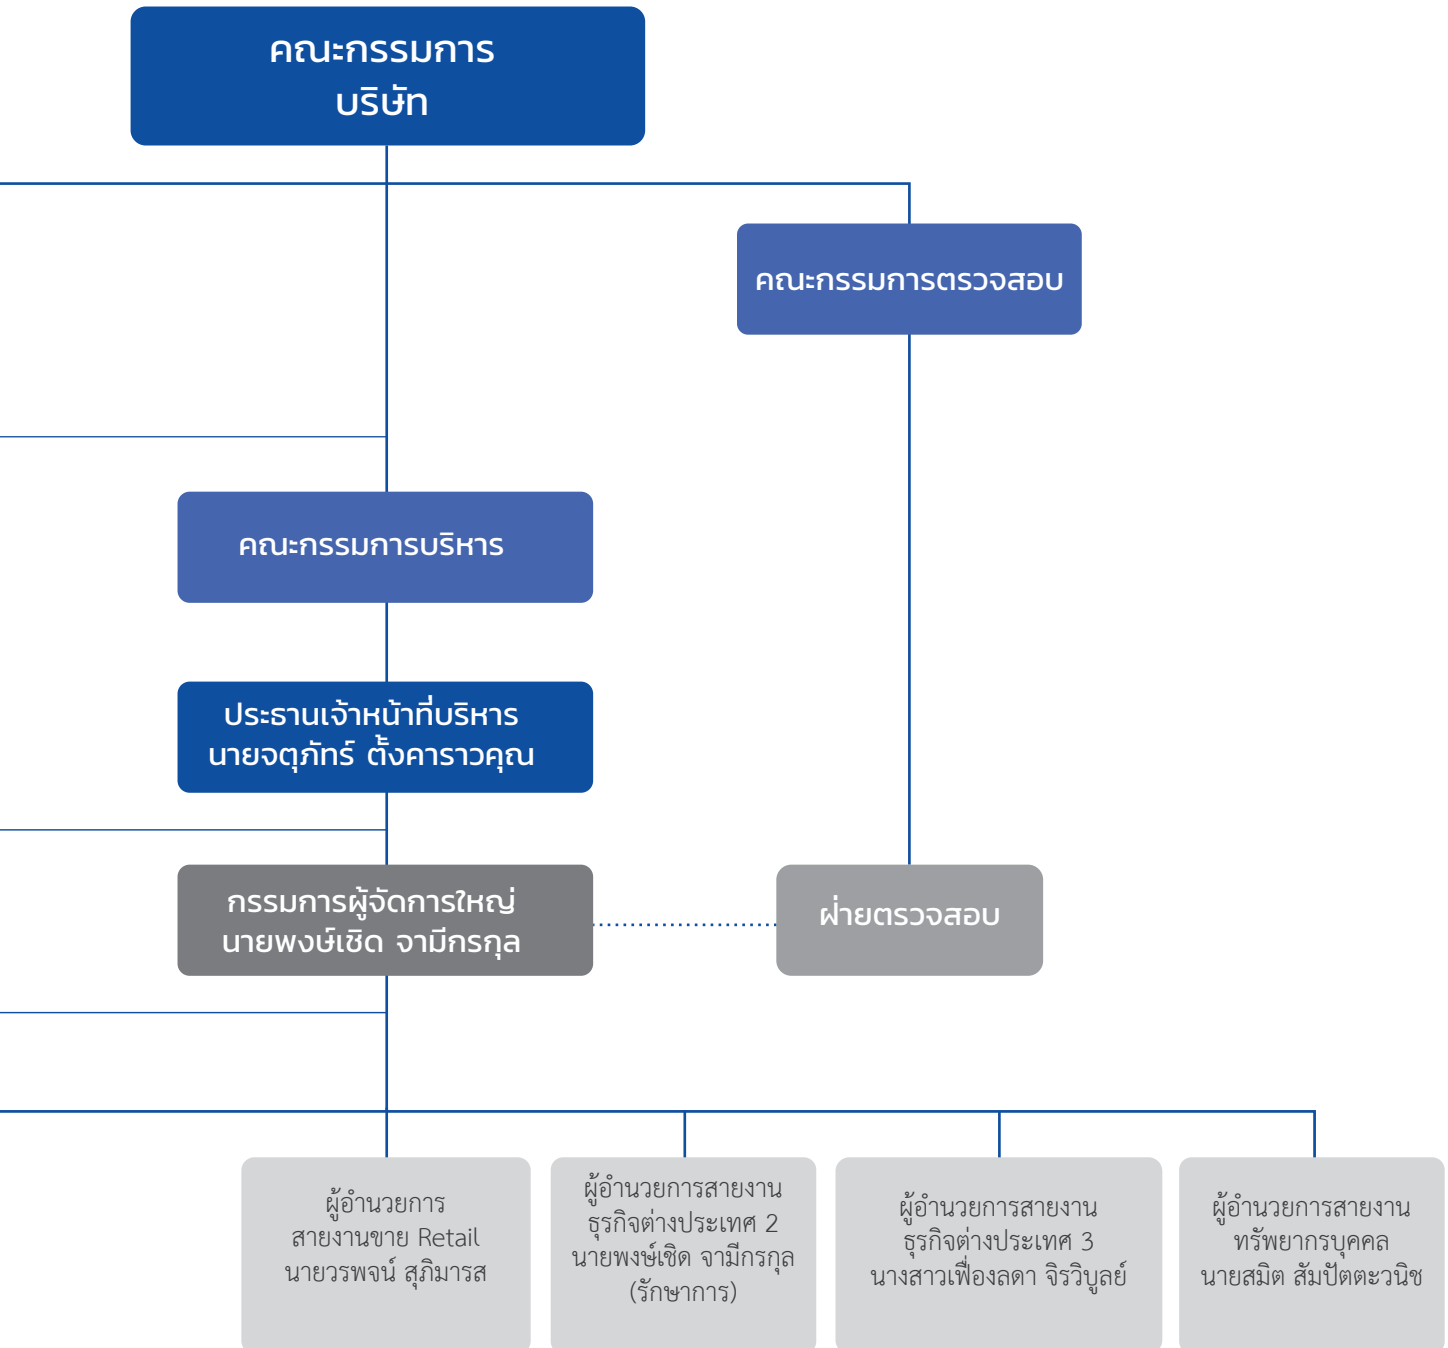 คณะกรรมการ
บริษัท
คณะกรรมการตรวจสอบ
คณะกรรมการบริหาร
ประธานเจ้าหน้าที่บริหาร
นายจตุภัทร์ ตั้งคารวคุณ
กรรมการผู้จัดการใหญ่
นายพงษ์เชิด จามีกรกุล
ฝ่ายตรวจสอบ
ผู้อำนวยการ
สายงานขาย Retail
นายวรพจน์ สุภิมารส
ผู้อำนวยการสายงาน
ธุรกิจต่างประเทศ 2
นายพงษ์เชิด จามีกรกุล
(รักษาการ)
ผู้อำนวยการสายงาน
ธุรกิจต่างประเทศ 3
นางสาวเฟื่องลดา จิรวิบูลย์
ผู้อำนวยการสายงาน
ทรัพยากรบุคคล
นายสมิต สัมปัตตะวนิช